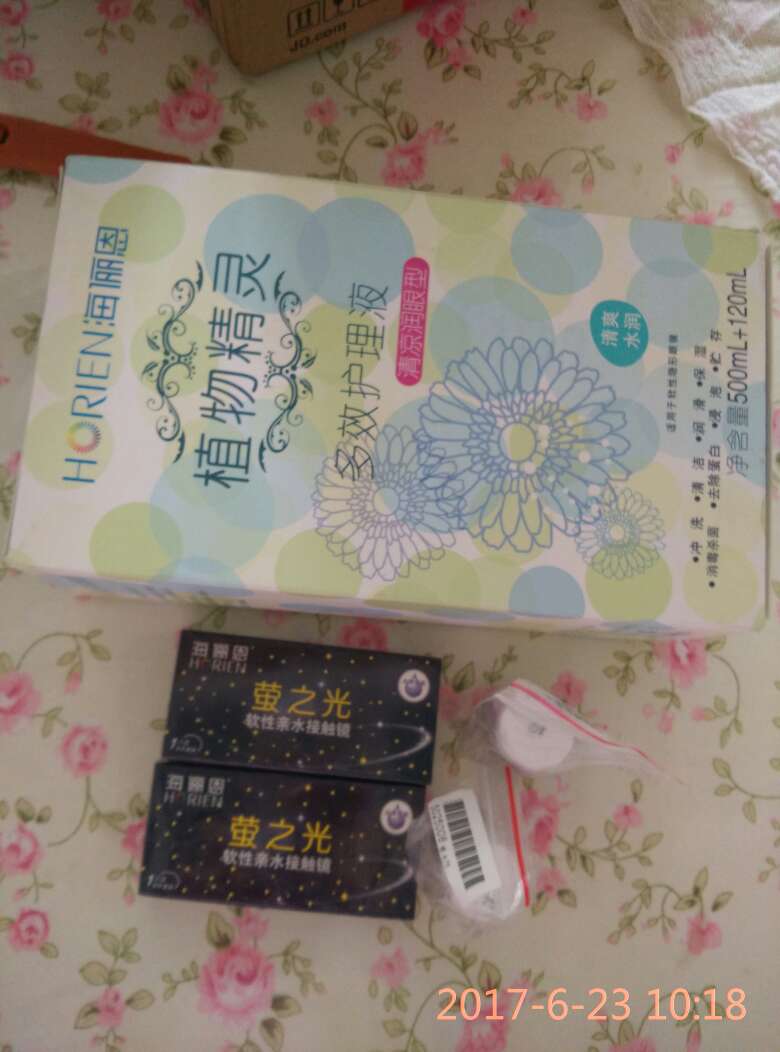 JD.com
HORIEN海俪恩
植物精灵
多效护理液
清凉润眼型
清爽
水润
适用于软性隐形眼镜
•冲洗 •清洁 •润滑 •保湿
•消毒杀菌 •去除蛋白 •浸泡 •贮存
净含量500mL+120mL
海俪恩
HORIEN
萤之光
软性亲水接触镜
海俪恩
HORIEN
萤之光
软性亲水接触镜
2017-6-23 10:18